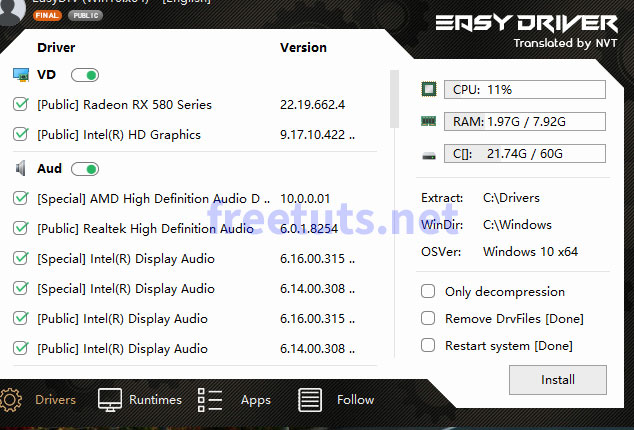 EasyDrv (Win10x64) - [English]
FINAL PUBLIC
EASY DRIVER
Translated by NVT
Driver Version
VD
[Public] Radeon RX 580 Series 22.19.662.4
[Public] Intel(R) HD Graphics 9.17.10.422 ..
Aud
[Special] AMD High Definition Audio D .. 10.0.0.01
[Public] Realtek High Definition Audio 6.0.1.8254
[Special] Intel(R) Display Audio 6.16.00.315 ..
[Special] Intel(R) Display Audio 6.14.00.308 ..
[Public] Intel(R) Display Audio 6.16.00.315 ..
[Public] Intel(R) Display Audio 6.14.00.308 ..
freetuts.net
CPU: 11%
RAM: 1.97G / 7.92G
C[]: 21.74G / 60G
Extract: C:\Drivers
WinDir: C:\Windows
OSVer: Windows 10 x64
Only decompression
Remove DrvFiles [Done]
Restart system [Done]
Install
Drivers Runtimes Apps Follow